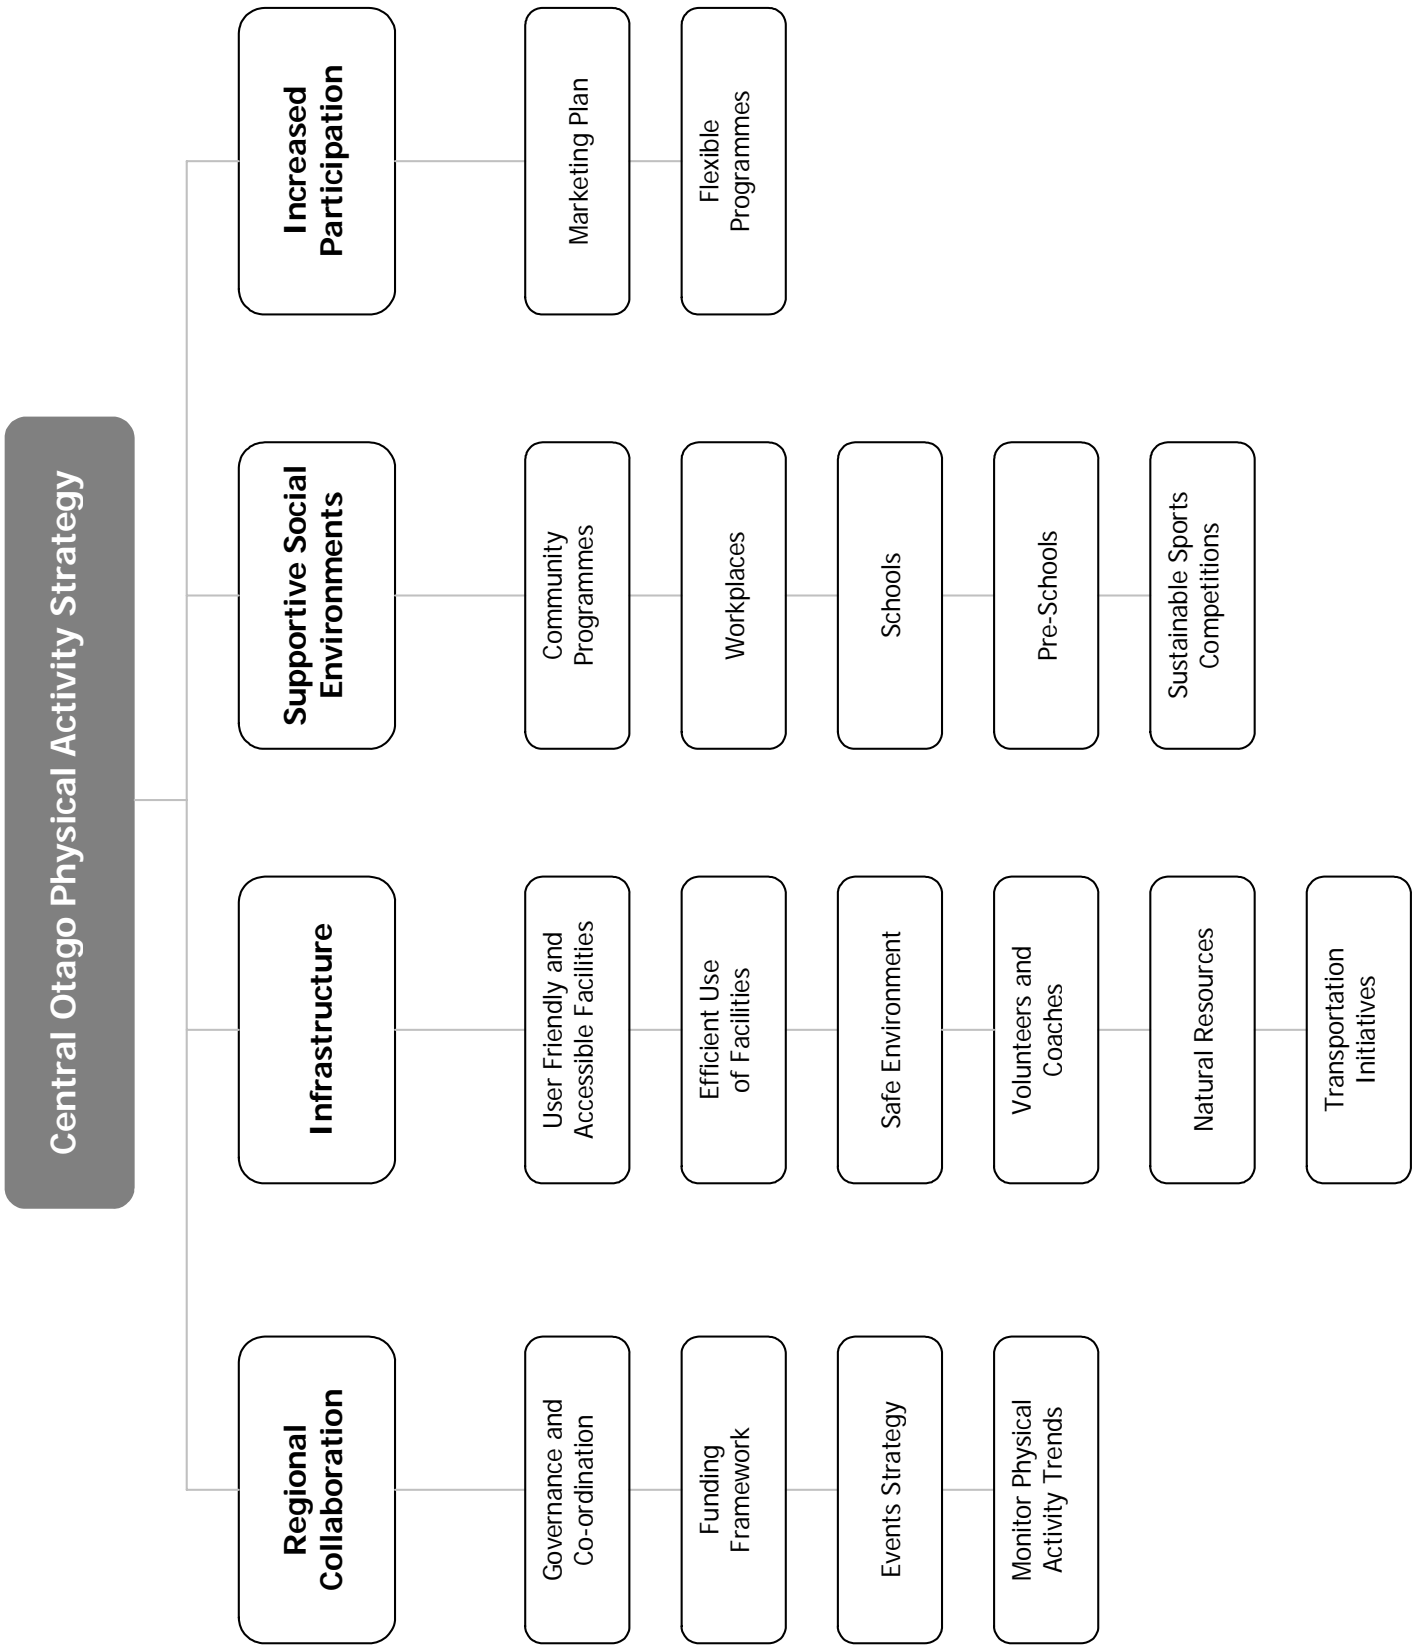 Central Otago Physical Activity Strategy
Regional
Collaboration
Governance and
Co-ordination
Funding
Framework
Events Strategy
Monitor Physical
Activity Trends
Infrastructure
User Friendly and
Accessible Facilities
Efficient Use
of Facilities
Safe Environment
Volunteers and
Coaches
Natural Resources
Transportation
Initiatives
Supportive Social
Environments
Community
Programmes
Workplaces
Schools
Pre-Schools
Sustainable Sports
Competitions
Increased
Participation
Marketing Plan
Flexible
Programmes